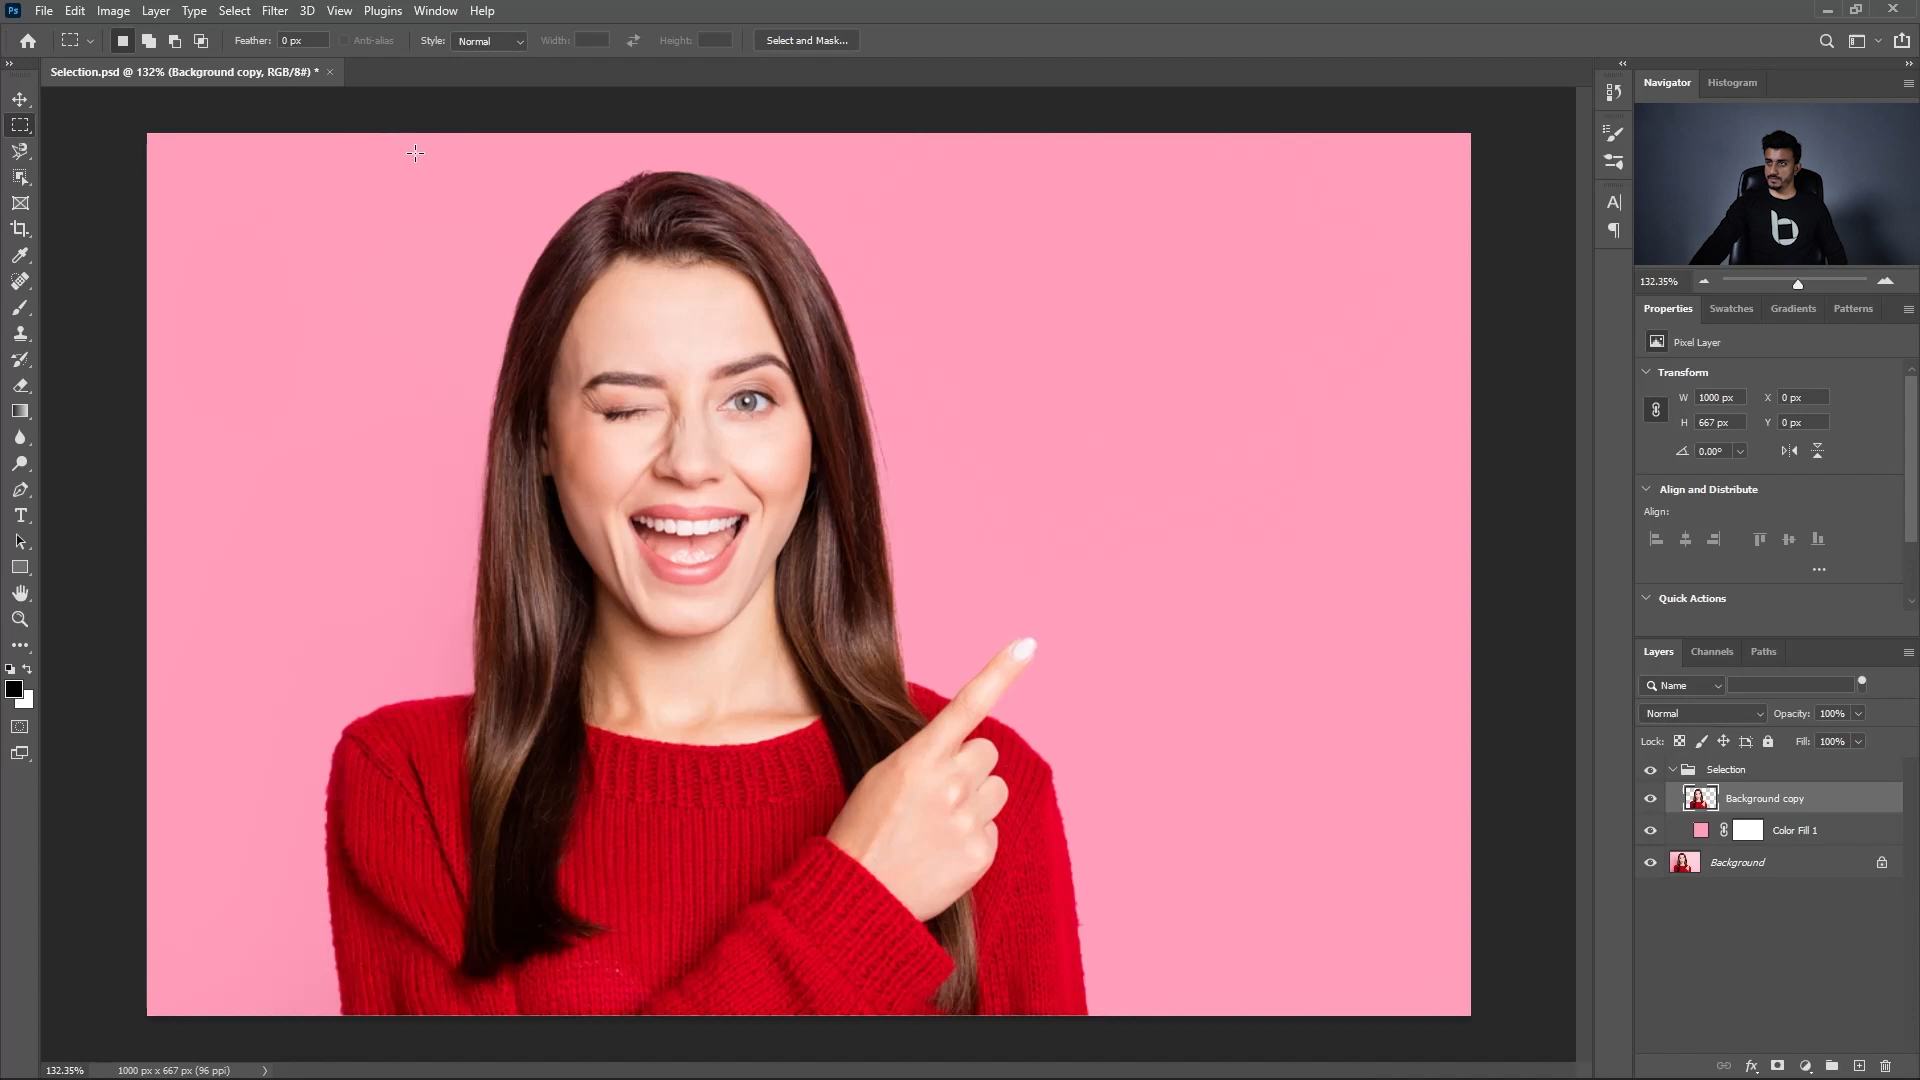 Ps File Edit Image Layer Type Select Filter 3D View Plugins Window Help
Feather: 0 px Anti-alias Style: Normal Width: Height: Select and Mask...
Selection.psd @ 132% (Background copy, RGB/8#) * ×
Navigator Histogram
b
132.35%
Properties Swatches Gradients Patterns
Pixel Layer
Transform
W 1000 px X 0 px
H 667 px Y 0 px
0.00°
Align and Distribute
Align:
Quick Actions
Layers Channels Paths
Name
Normal Opacity: 100%
Lock: Fill: 100%
Selection
Background copy
Color Fill 1
Background
fx
132.35% 1000 px x 667 px (96 ppi)